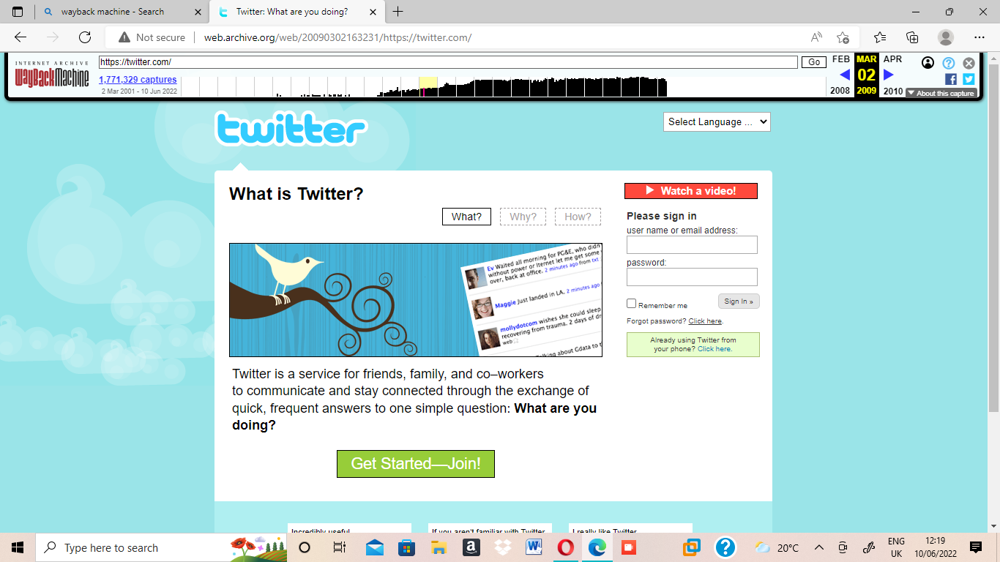 wayback machine - Search
Twitter: What are you doing?
Not secure
web.archive.org/web/20090302163231/https://twitter.com/
INTERNET ARCHIVE
WayBackMachine
https://twitter.com/
Go
FEB MAR APR
1,771,329 captures
02
2 Mar 2001 - 10 Jun 2022
2008 2009 2010
About this capture
twitter
Select Language ...
What is Twitter?
What? Why? How?
Ev Waited all morning for PG&E, who didn
without power or iternet let me get some
over, back at office. 2 minutes ago from txt
Maggie Just landed in LA. 2 minutes ago
mollydotcom wishes she could sleep
recovering from trauma. 2 days of
web
talking about Gdata to
Twitter is a service for friends, family, and co–workers
to communicate and stay connected through the exchange of
quick, frequent answers to one simple question: What are you
doing?
Get Started—Join!
Watch a video!
Please sign in
user name or email address:
password:
Remember me
Sign In »
Forgot password? Click here.
Already using Twitter from
your phone? Click here.
Incredibly useful
If you aren't familiar with Twitter
I really like Twitter
Type here to search
20°C
ENG
UK
12:19
10/06/2022